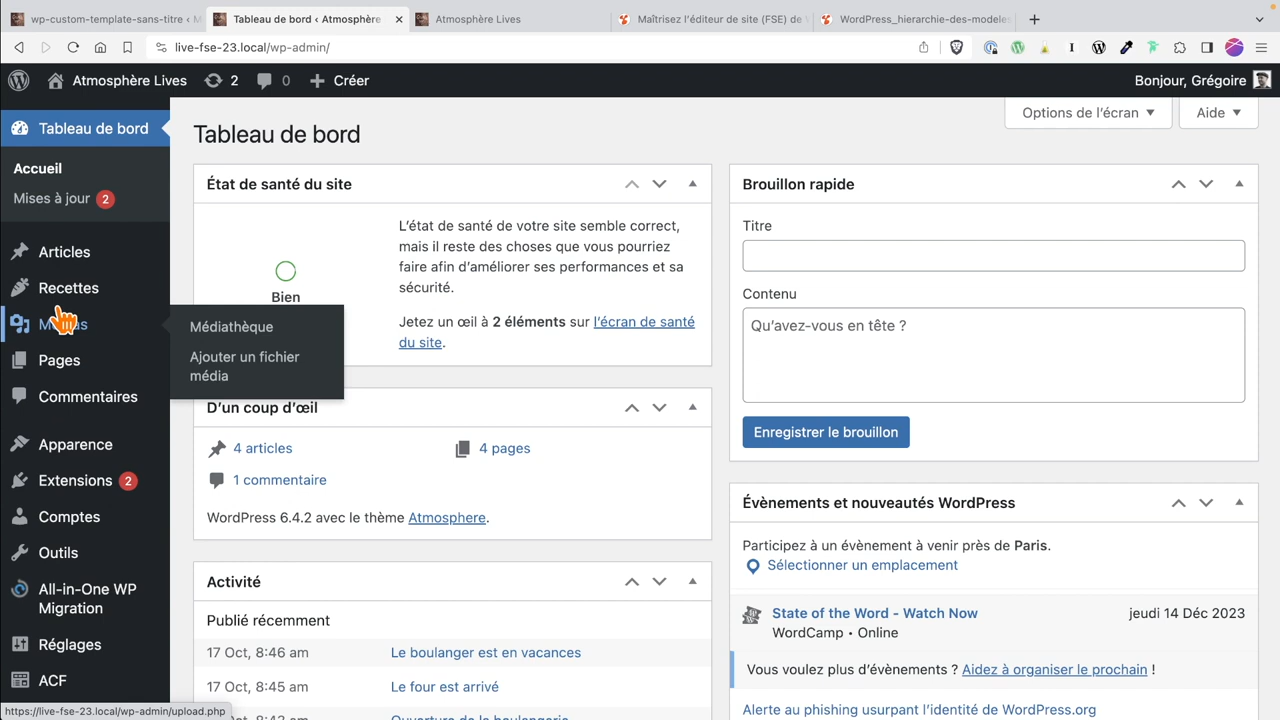 wp-custom-template-sans-titre ‹ M
Tableau de bord ‹ Atmosphère
Atmosphère Lives
Maîtrisez l'éditeur de site (FSE) de
WordPress_hierarchie-des-modeles
live-fse-23.local/wp-admin/
Atmosphère Lives
2
0
Créer
Bonjour, Grégoire
Tableau de bord
Accueil
Mises à jour 2
Articles
Recettes
Pages
Commentaires
Apparence
Extensions 2
Comptes
Outils
All-in-One WP
Migration
Réglages
ACF
Médiathèque
Ajouter un fichier
média
Options de l'écran
Aide
Tableau de bord
État de santé du site
Bien
L'état de santé de votre site semble correct,
mais il reste des choses que vous pourriez
faire afin d'améliorer ses performances et sa
sécurité.
Jetez un œil à 2 éléments sur l'écran de santé
du site.
D'un coup d'œil
4 articles
4 pages
1 commentaire
WordPress 6.4.2 avec le thème Atmosphere.
Activité
Publié récemment
17 Oct, 8:46 am Le boulanger est en vacances
17 Oct, 8:45 am Le four est arrivé
17 Oct, 8:43 am Ouverture de la boulangerie
Brouillon rapide
Titre
Contenu
Qu'avez-vous en tête ?
Enregistrer le brouillon
Évènements et nouveautés WordPress
Participez à un évènement à venir près de Paris.
Sélectionner un emplacement
State of the Word - Watch Now
jeudi 14 Déc 2023
WordCamp • Online
Vous voulez plus d'évènements ? Aidez à organiser le prochain !
Alerte au phishing usurpant l'identité de WordPress.org
https://live-fse-23.local/wp-admin/upload.php